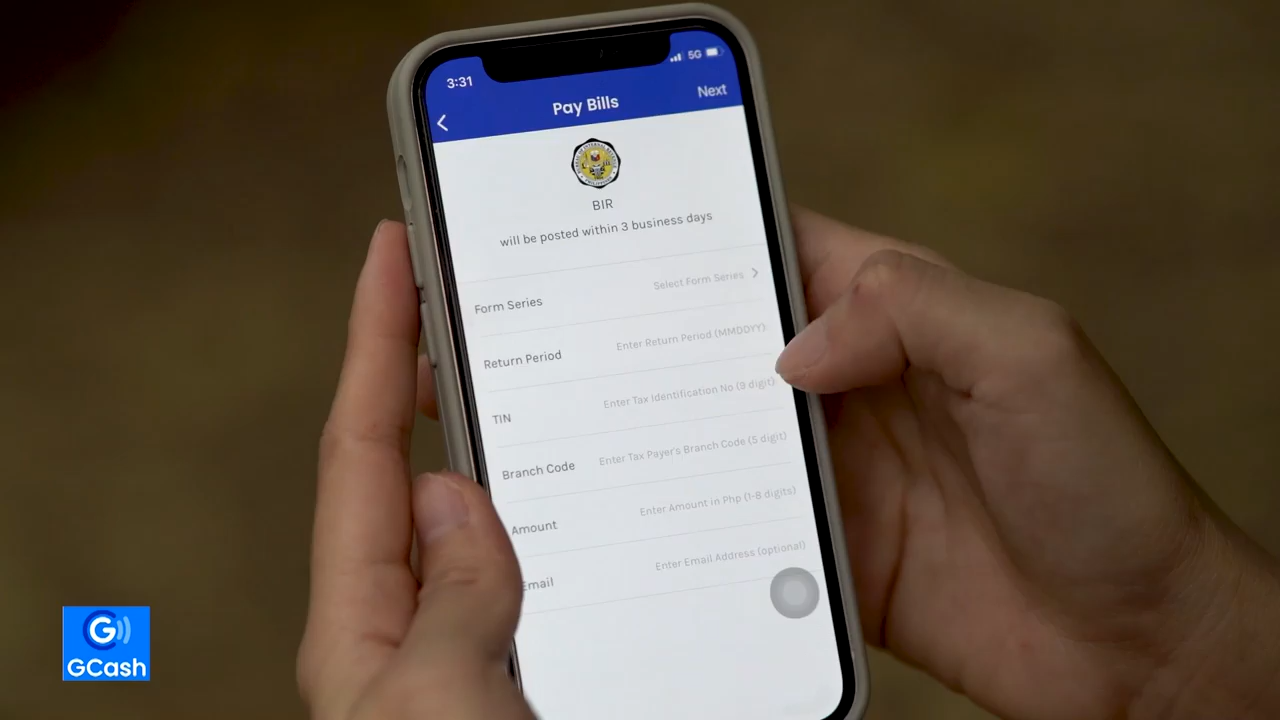 3:31
5G
Pay Bills
Next
BIR
will be posted within 3 business days
Form Series
Select Form Series
Return Period
Enter Return Period (MMDDYY)
TIN
Enter Tax Identification No (9 digit)
Branch Code
Enter Tax Payer's Branch Code (5 digit)
Amount
Enter Amount in Php (1-8 digits)
Email
Enter Email Address (optional)
G
GCash